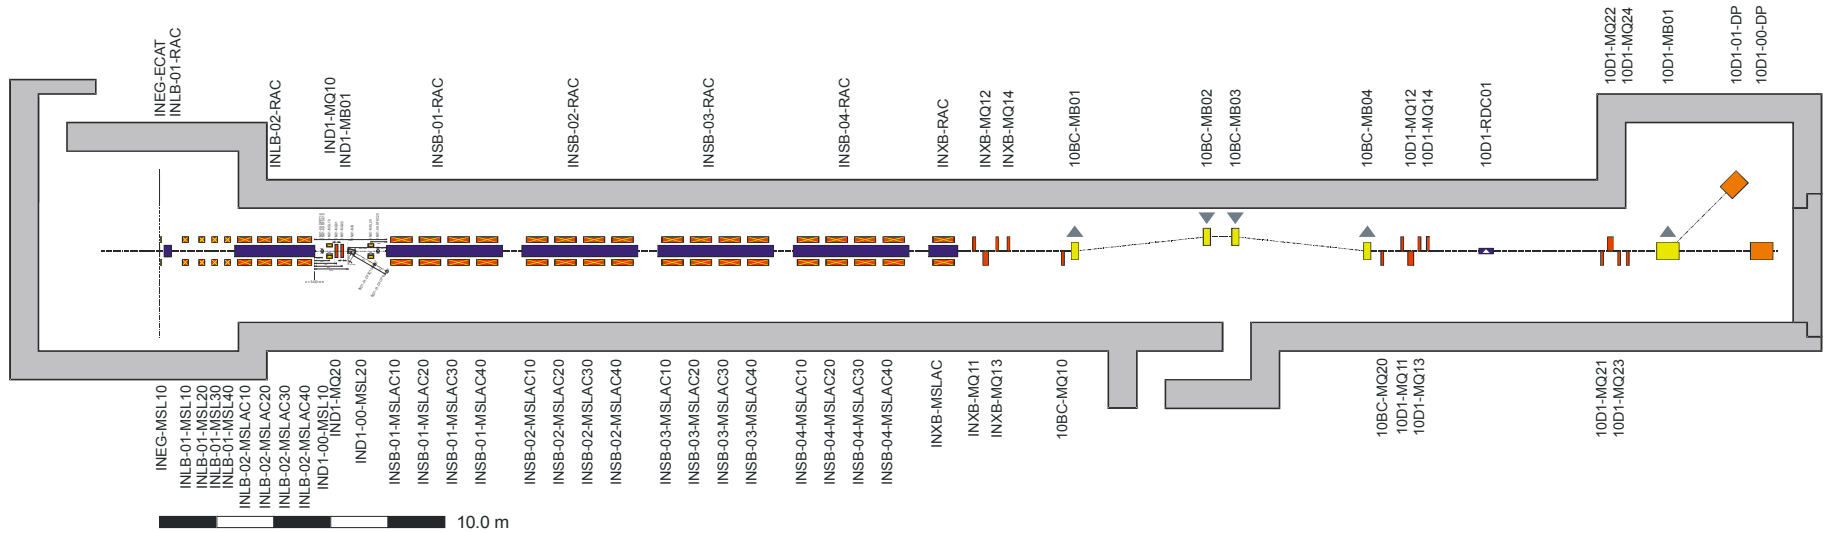 INEG-ECAT
INLB-01-RAC
INLB-02-RAC
IND1-MQ10
IND1-MB01
INSB-01-RAC
INSB-02-RAC
INSB-03-RAC
INSB-04-RAC
INXB-RAC
INXB-MQ12
INXB-MQ14
10BC-MB01
10BC-MB02
10BC-MB03
10BC-MB04
10D1-MQ12
10D1-MQ14
10D1-RDC01
10D1-MQ22
10D1-MQ24
10D1-MB01
10D1-01-DP
10D1-00-DP
INEG-MSL10
INLB-01-MSL10
INLB-01-MSL20
INLB-01-MSL30
INLB-01-MSL40
INLB-02-MSLAC10
INLB-02-MSLAC20
INLB-02-MSLAC30
INLB-02-MSLAC40
IND1-00-MSL10
IND1-MQ20
IND1-00-MSL20
INSB-01-MSLAC10
INSB-01-MSLAC20
INSB-01-MSLAC30
INSB-01-MSLAC40
INSB-02-MSLAC10
INSB-02-MSLAC20
INSB-02-MSLAC30
INSB-02-MSLAC40
INSB-03-MSLAC10
INSB-03-MSLAC20
INSB-03-MSLAC30
INSB-03-MSLAC40
INSB-04-MSLAC10
INSB-04-MSLAC20
INSB-04-MSLAC30
INSB-04-MSLAC40
INXB-MSLAC
INXB-MQ11
INXB-MQ13
10BC-MQ10
10BC-MQ20
10D1-MQ11
10D1-MQ13
10D1-MQ21
10D1-MQ23
10.0 m